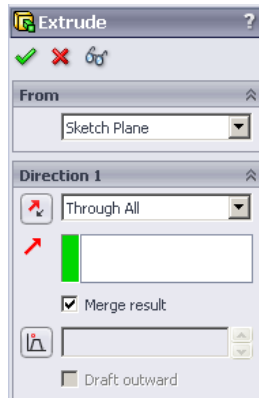 Extrude ?
From
Sketch Plane
Direction 1
Through All
Merge result
Draft outward